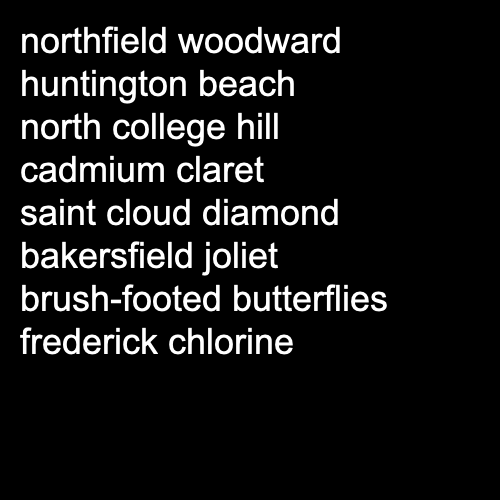 northfield woodward
huntington beach
north college hill
cadmium claret
saint cloud diamond
bakersfield joliet
brush-footed butterflies
frederick chlorine